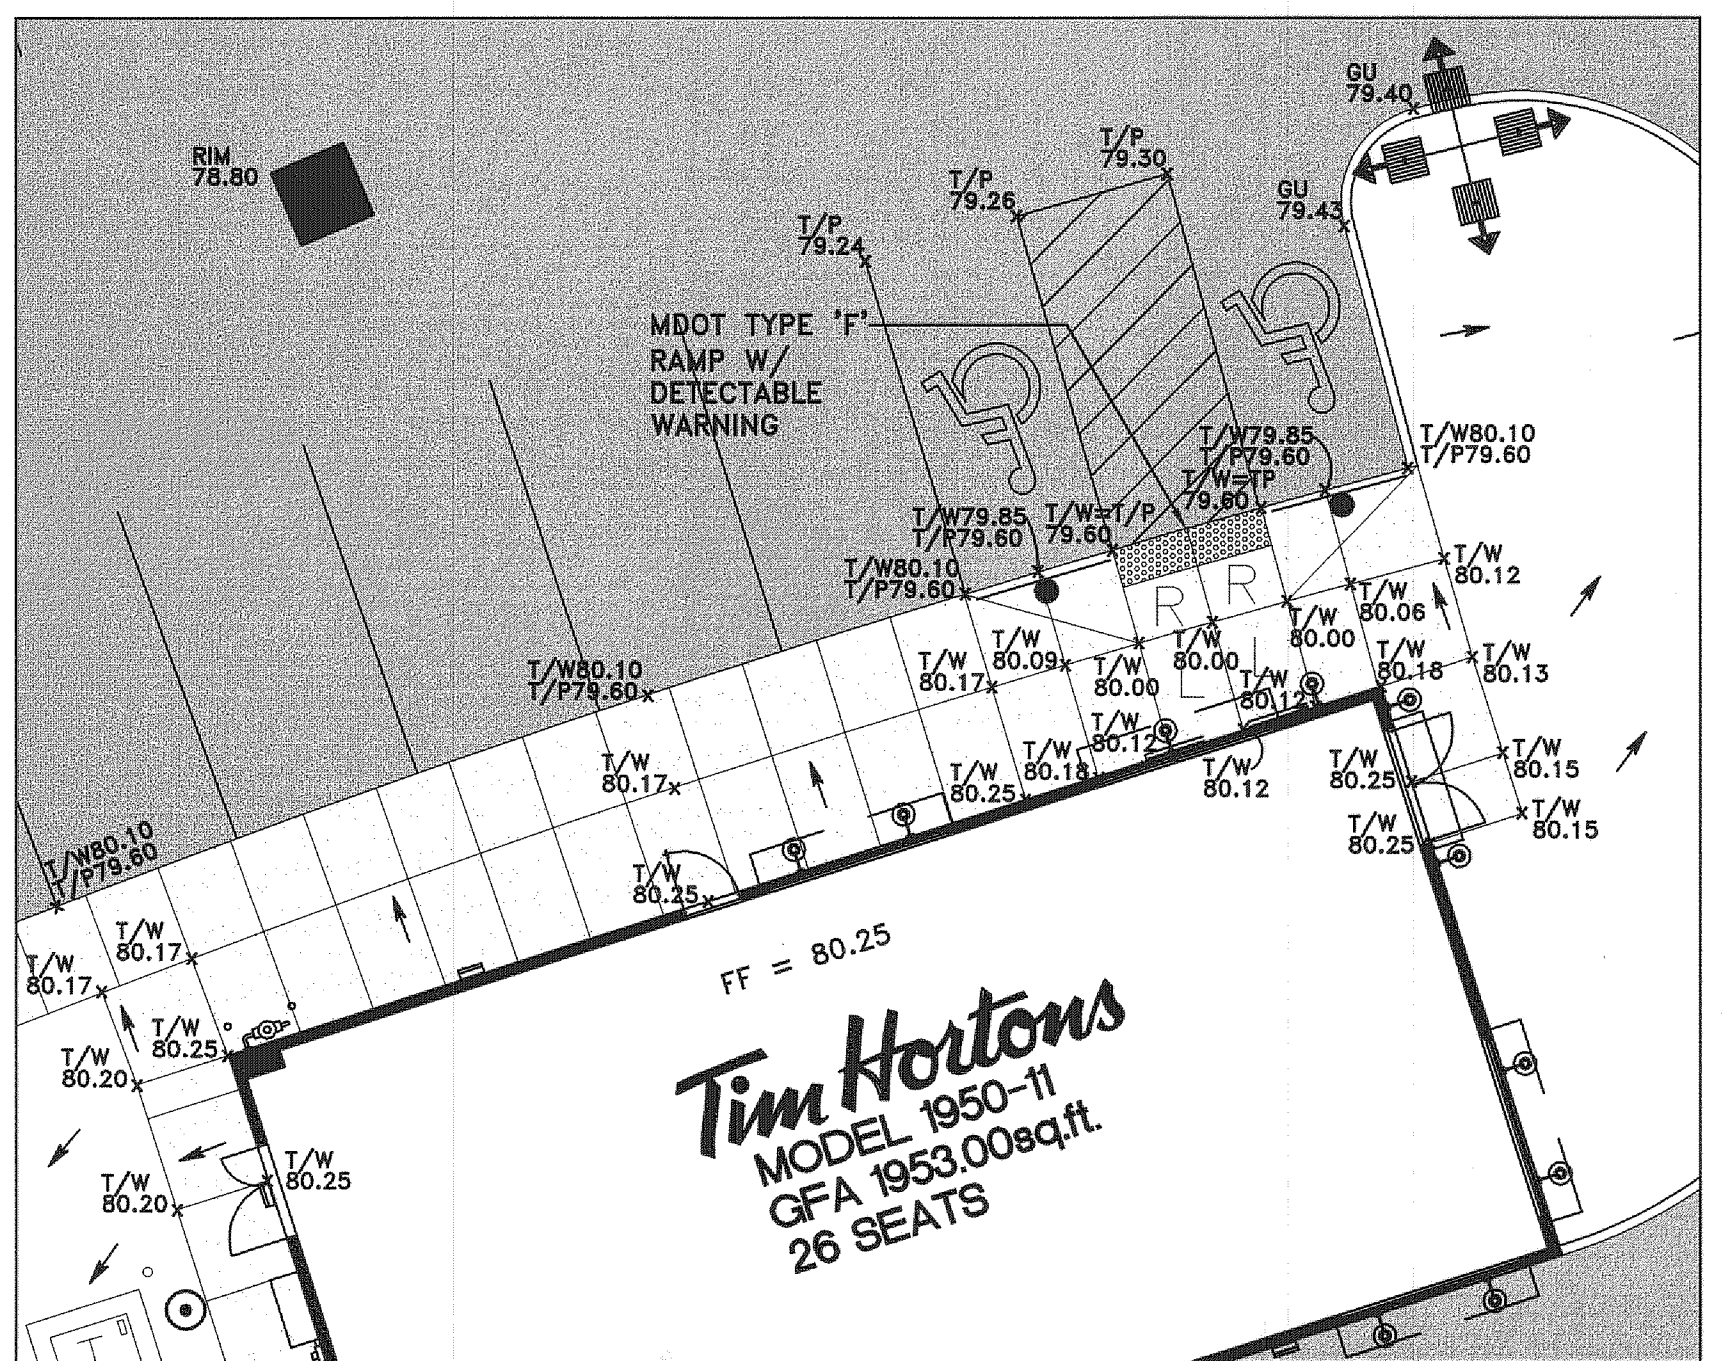 GU
79.40
RIM
78.80
T/P
79.30
T/P
79.26
GU
79.43
T/P
79.24
MDOT TYPE 'F'
RAMP W/
DETECTABLE
WARNING
T/W79.85
T/P79.60
T/W=TP
79.60
T/W80.10
T/P79.60
T/W79.85
T/P79.60
T/W=T/P
79.60
T/W80.10
T/P79.60
T/W
80.12
R
R
L
L
T/W
80.06
T/W
80.00
T/W
80.00
T/W
80.00
T/W
80.09
T/W
80.17
T/W
80.18
T/W
80.13
T/W80.10
T/P79.60
T/W
80.12
T/W
80.12
T/W
80.12
T/W
80.18
T/W
80.25
T/W
80.17
T/W
80.25
T/W
80.15
T/W
80.25
T/W
80.15
T/W80.10
T/P79.60
T/W
80.25
T/W
80.17
T/W
80.17
FF = 80.25
Tim Hortons
MODEL 1950-11
GFA 1953.00sq.ft.
26 SEATS
T/W
80.25
T/W
80.20
T/W
80.25
T/W
80.20
T